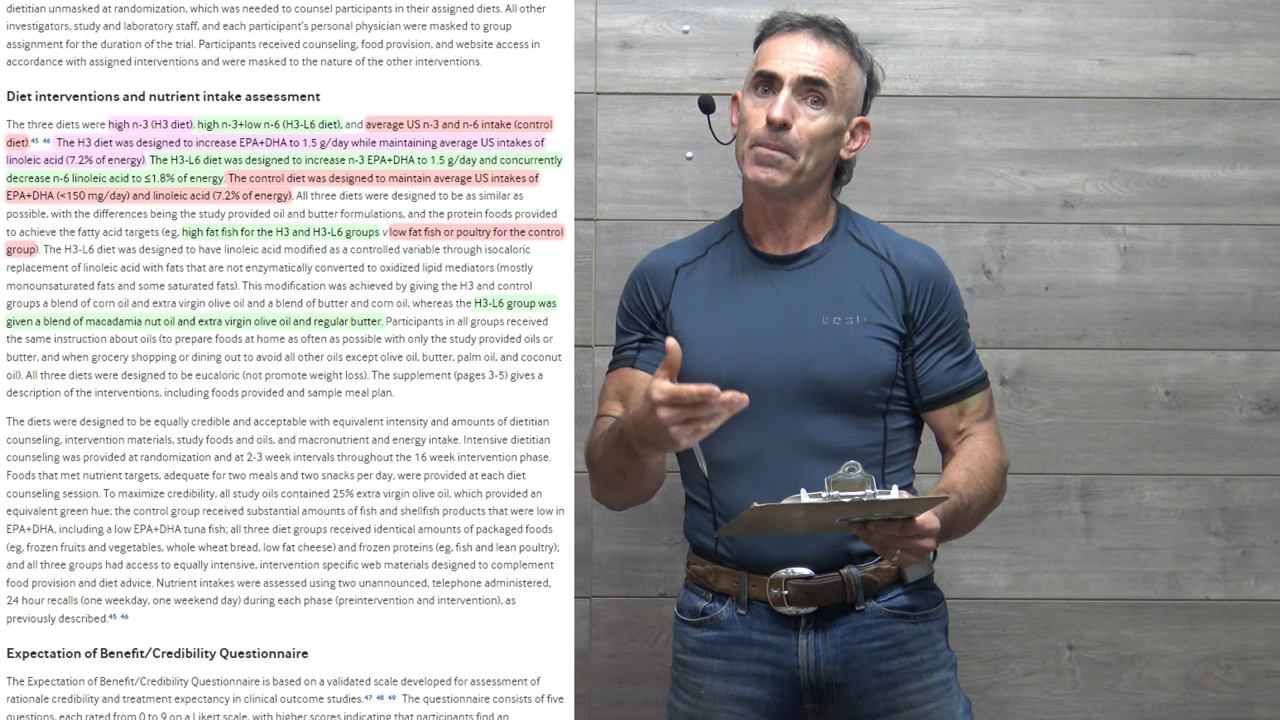 dietitian unmasked at randomization, which was needed to counsel participants in their assigned diets. All other
investigators, study and laboratory staff, and each participant's personal physician were masked to group
assignment for the duration of the trial. Participants received counseling, food provision, and website access in
accordance with assigned interventions and were masked to the nature of the other interventions.
Diet interventions and nutrient intake assessment
The three diets were high n-3 (H3 diet), high n-3+low n-6 (H3-L6 diet), and average US n-3 and n-6 intake (control
diet).45 46 The H3 diet was designed to increase EPA+DHA to 1.5 g/day while maintaining average US intakes of
linoleic acid (7.2% of energy). The H3-L6 diet was designed to increase n-3 EPA+DHA to 1.5 g/day and concurrently
decrease n-6 linoleic acid to ≤1.8% of energy. The control diet was designed to maintain average US intakes of
EPA+DHA (<150 mg/day) and linoleic acid (7.2% of energy). All three diets were designed to be as similar as
possible, with the differences being the study provided oil and butter formulations, and the protein foods provided
to achieve the fatty acid targets (eg, high fat fish for the H3 and H3-L6 groups v low fat fish or poultry for the control
group). The H3-L6 diet was designed to have linoleic acid modified as a controlled variable through isocaloric
replacement of linoleic acid with fats that are not enzymatically converted to oxidized lipid mediators (mostly
monounsaturated fats and some saturated fats). This modification was achieved by giving the H3 and control
groups a blend of corn oil and extra virgin olive oil and a blend of butter and corn oil, whereas the H3-L6 group was
given a blend of macadamia nut oil and extra virgin olive oil and regular butter. Participants in all groups received
the same instruction about oils (to prepare foods at home as often as possible with only the study provided oils or
butter, and when grocery shopping or dining out to avoid all other oils except olive oil, butter, palm oil, and coconut
oil). All three diets were designed to be eucaloric (not promote weight loss). The supplement (pages 3-5) gives a
description of the interventions, including foods provided and sample meal plan.
The diets were designed to be equally credible and acceptable with equivalent intensity and amounts of dietitian
counseling, intervention materials, study foods and oils, and macronutrient and energy intake. Intensive dietitian
counseling was provided at randomization and at 2-3 week intervals throughout the 16 week intervention phase.
Foods that met nutrient targets, adequate for two meals and two snacks per day, were provided at each diet
counseling session. To maximize credibility, all study oils contained 25% extra virgin olive oil, which provided an
equivalent green hue; the control group received substantial amounts of fish and shellfish products that were low in
EPA+DHA, including a low EPA+DHA tuna fish; all three diet groups received identical amounts of packaged foods
(eg, frozen fruits and vegetables, whole wheat bread, low fat cheese) and frozen proteins (eg, fish and lean poultry);
and all three groups had access to equally intensive, intervention specific web materials designed to complement
food provision and diet advice. Nutrient intakes were assessed using two unannounced, telephone administered,
24 hour recalls (one weekday, one weekend day) during each phase (preintervention and intervention), as
previously described.45 46
Expectation of Benefit/Credibility Questionnaire
The Expectation of Benefit/Credibility Questionnaire is based on a validated scale developed for assessment of
rationale credibility and treatment expectancy in clinical outcome studies.47 48 49 The questionnaire consists of five
questions, each rated from 0 to 9 on a Likert scale, with higher scores indicating that participants find an